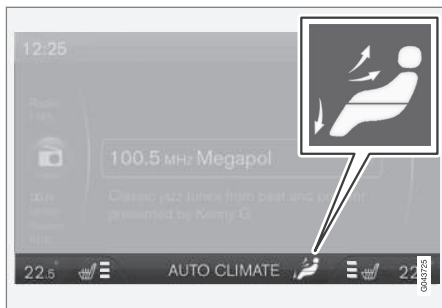 12:25
Radio
100.5 MHz Megapol
Classic jazz tunes from past and present
presented by Kenny G
22.5° AUTO CLIMATE 22
G043725